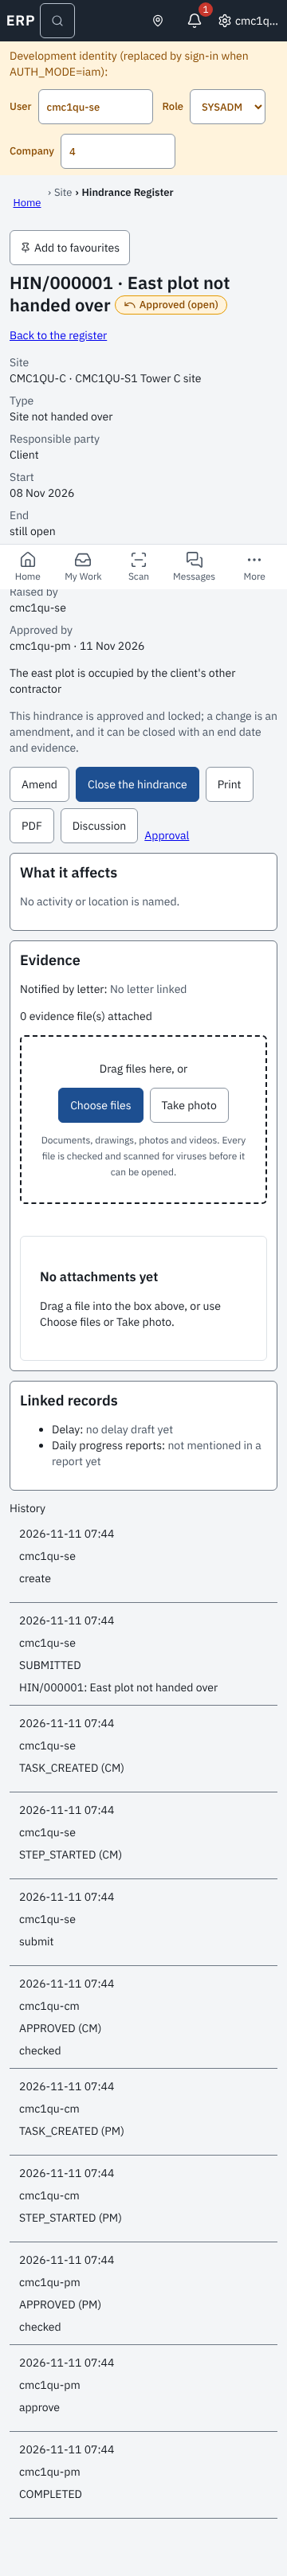 ERP
1
cmc1q...
Development identity (replaced by sign-in when
AUTH_MODE=iam):
User cmc1qu-se Role SYSADM
Company 4
Home › Site › Hindrance Register
Add to favourites
HIN/000001 · East plot not
handed over Approved (open)
Back to the register
Site
CMC1QU-C · CMC1QU-S1 Tower C site
Type
Site not handed over
Responsible party
Client
Start
08 Nov 2026
End
still open
Home My Work Scan Messages More
Raised by
cmc1qu-se
Approved by
cmc1qu-pm · 11 Nov 2026
The east plot is occupied by the client's other
contractor
This hindrance is approved and locked; a change is an
amendment, and it can be closed with an end date
and evidence.
Amend Close the hindrance Print
PDF Discussion Approval
What it affects
No activity or location is named.
Evidence
Notified by letter: No letter linked
0 evidence file(s) attached
Drag files here, or
Choose files Take photo
Documents, drawings, photos and videos. Every
file is checked and scanned for viruses before it
can be opened.
No attachments yet
Drag a file into the box above, or use
Choose files or Take photo.
Linked records
• Delay: no delay draft yet
• Daily progress reports: not mentioned in a
report yet
History
2026-11-11 07:44
cmc1qu-se
create
2026-11-11 07:44
cmc1qu-se
SUBMITTED
HIN/000001: East plot not handed over
2026-11-11 07:44
cmc1qu-se
TASK_CREATED (CM)
2026-11-11 07:44
cmc1qu-se
STEP_STARTED (CM)
2026-11-11 07:44
cmc1qu-se
submit
2026-11-11 07:44
cmc1qu-cm
APPROVED (CM)
checked
2026-11-11 07:44
cmc1qu-cm
TASK_CREATED (PM)
2026-11-11 07:44
cmc1qu-cm
STEP_STARTED (PM)
2026-11-11 07:44
cmc1qu-pm
APPROVED (PM)
checked
2026-11-11 07:44
cmc1qu-pm
approve
2026-11-11 07:44
cmc1qu-pm
COMPLETED